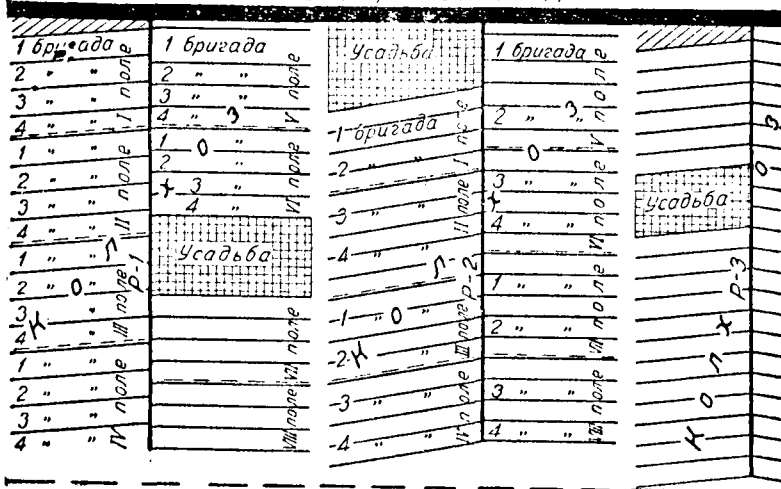 1 бригада
2 " "
3 " "
4 " "
I поле
1 " "
2 " "
3 " "
4 " "
II поле
1 " "
2 " "
3 "
4 "
III поле
1 " "
2 " "
3 " "
4 " "
IV поле
Р-1
1 бригада
2 " "
3 " "
4 "
V поле
1 "
2 "
3 "
4 "
VI поле
Усадьба
VII поле
VIII поле
Колхоз
Усадьба
1 бригада
2 " "
I поле
3 " "
4 " "
II поле
1 " "
2 "
III поле
3 " "
4 " "
IV поле
Р-2
1 бригада
2 " "
V поле
3 " "
4 " "
VI поле
1 " "
2 " "
VII поле
3 " "
4 " "
VIII поле
Колхоз
Усадьба
Р-3
Колхоз